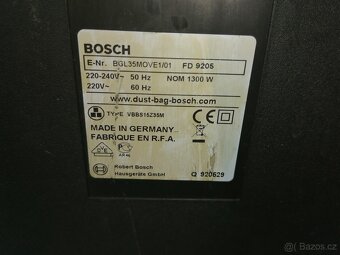 BOSCH
E-Nr. BGL35MOVE1/01 FD 9205
220-240V~ 50 Hz NOM 1300 W
220V~ 60 Hz
www.dust-bag-bosch.com
TYPE VBBS15Z35M
MADE IN GERMANY
FABRIQUE EN R.F.A.
Robert Bosch
Hausgeräte GmbH
Q 920629
Bazos.cz